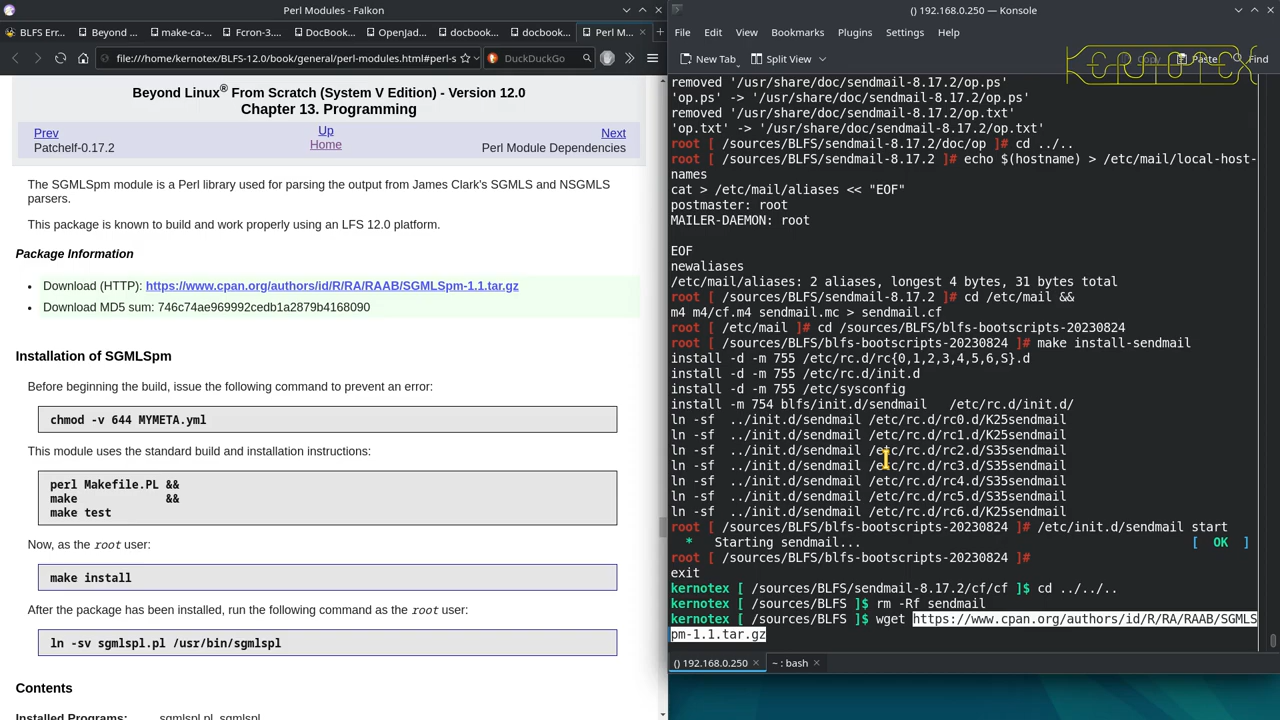 Perl Modules - Falkon
BLFS Err...
Beyond ...
make-ca-...
Fcron-3....
DocBook...
OpenJad...
docbook...
docbook...
Perl M...
file:///home/kernotex/BLFS-12.0/book/general/perl-modules.html#perl-s
DuckDuckGo
Beyond Linux® From Scratch (System V Edition) - Version 12.0
Chapter 13. Programming
Prev
Up
Next
Patchelf-0.17.2
Home
Perl Module Dependencies
The SGMLSpm module is a Perl library used for parsing the output from James Clark's SGMLS and NSGMLS
parsers.
This package is known to build and work properly using an LFS 12.0 platform.
Package Information
Download (HTTP): https://www.cpan.org/authors/id/R/RA/RAAB/SGMLSpm-1.1.tar.gz
Download MD5 sum: 746c74ae969992cedb1a2879b4168090
Installation of SGMLSpm
Before beginning the build, issue the following command to prevent an error:
chmod -v 644 MYMETA.yml
This module uses the standard build and installation instructions:
perl Makefile.PL &&
make &&
make test
Now, as the root user:
make install
After the package has been installed, run the following command as the root user:
ln -sv sgmlspl.pl /usr/bin/sgmlspl
Contents
Installed Programs: sgmlspl.pl, sgmlspl
() 192.168.0.250 — Konsole
File Edit View Bookmarks Plugins Settings Help
New Tab
Split View
Copy
Paste
Find
KernoteX
removed '/usr/share/doc/sendmail-8.17.2/op.ps'
'op.ps' -> '/usr/share/doc/sendmail-8.17.2/op.ps'
removed '/usr/share/doc/sendmail-8.17.2/op.txt'
'op.txt' -> '/usr/share/doc/sendmail-8.17.2/op.txt'
root [ /sources/BLFS/sendmail-8.17.2/doc/op ]# cd ../..
root [ /sources/BLFS/sendmail-8.17.2 ]# echo $(hostname) > /etc/mail/local-host-
names
cat > /etc/mail/aliases << "EOF"
postmaster: root
MAILER-DAEMON: root
EOF
newaliases
/etc/mail/aliases: 2 aliases, longest 4 bytes, 31 bytes total
root [ /sources/BLFS/sendmail-8.17.2 ]# cd /etc/mail &&
m4 m4/cf.m4 sendmail.mc > sendmail.cf
root [ /etc/mail ]# cd /sources/BLFS/blfs-bootscripts-20230824
root [ /sources/BLFS/blfs-bootscripts-20230824 ]# make install-sendmail
install -d -m 755 /etc/rc.d/rc{0,1,2,3,4,5,6,S}.d
install -d -m 755 /etc/rc.d/init.d
install -d -m 755 /etc/sysconfig
install -m 754 blfs/init.d/sendmail /etc/rc.d/init.d/
ln -sf ../init.d/sendmail /etc/rc.d/rc0.d/K25sendmail
ln -sf ../init.d/sendmail /etc/rc.d/rc1.d/K25sendmail
ln -sf ../init.d/sendmail /etc/rc.d/rc2.d/S35sendmail
ln -sf ../init.d/sendmail /etc/rc.d/rc3.d/S35sendmail
ln -sf ../init.d/sendmail /etc/rc.d/rc4.d/S35sendmail
ln -sf ../init.d/sendmail /etc/rc.d/rc5.d/S35sendmail
ln -sf ../init.d/sendmail /etc/rc.d/rc6.d/K25sendmail
root [ /sources/BLFS/blfs-bootscripts-20230824 ]# /etc/init.d/sendmail start
* Starting sendmail... [ OK ]
root [ /sources/BLFS/blfs-bootscripts-20230824 ]#
exit
kernotex [ /sources/BLFS/sendmail-8.17.2/cf/cf ]$ cd ../../..
kernotex [ /sources/BLFS ]$ rm -Rf sendmail
kernotex [ /sources/BLFS ]$ wget https://www.cpan.org/authors/id/R/RA/RAAB/SGMLS
pm-1.1.tar.gz
() 192.168.0.250
~ : bash